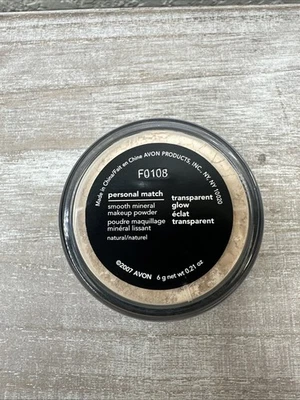 Made in China/Fait en Chine AVON PRODUCTS, INC. NY, NY 10020
F0108
personal match
smooth mineral
makeup powder
poudre maquillage
minéral lissant
natural/naturel
transparent
glow
éclat
transparent
©2007 AVON 6 g net wt 0.21 oz